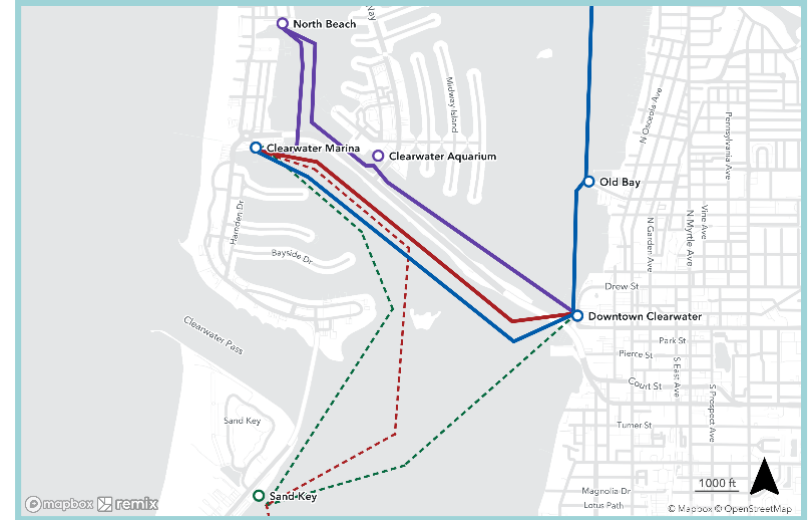 North Beach
Midway Island
N Osceola Ave
Pennsylvania Ave
Clearwater Marina
Clearwater Aquarium
Old Bay
Hamden Dr
Bayside Dr
N Garden Ave
N Myrtle Ave
Vine Ave
Drew St
Downtown Clearwater
Clearwater Pass
Park St
Pierce St
Court St
S East Ave
S Prospect Ave
Sand Key
Turner St
Sand Key
1000 ft
Magnolia Dr
Lotus Path
mapbox remix
© Mapbox © OpenStreetMap